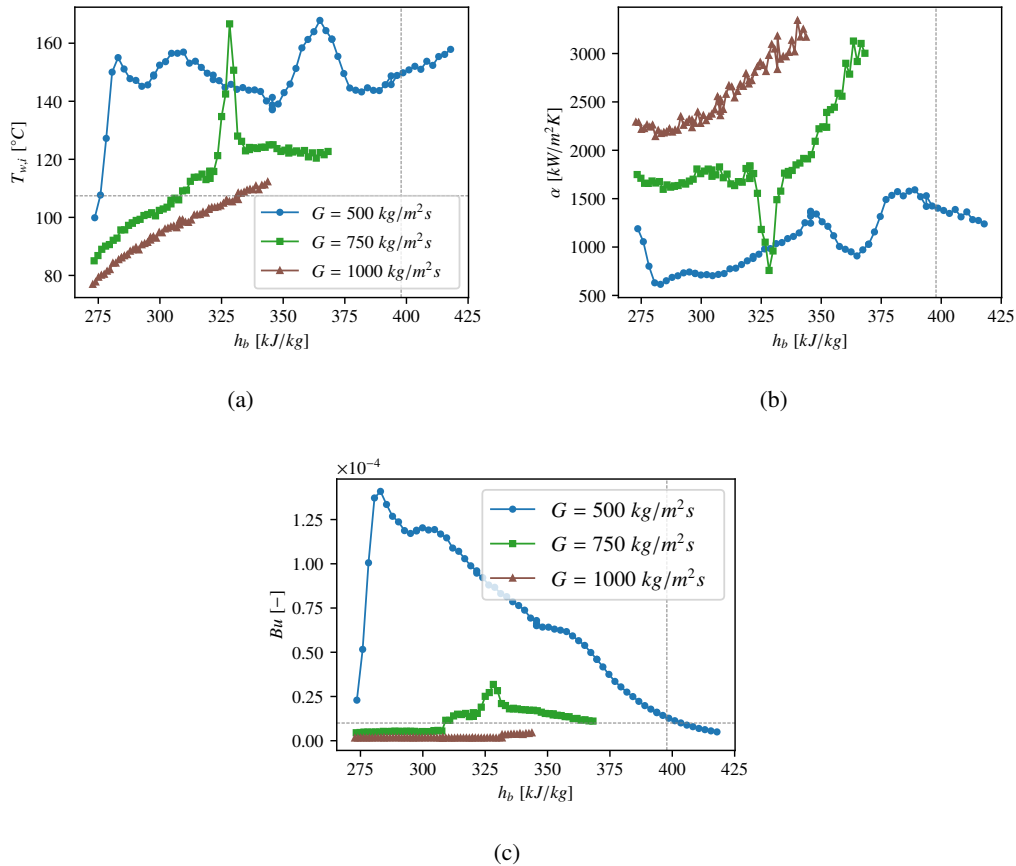 160
140
120
100
80
T_{w,i} [°C]
275 300 325 350 375 400 425
h_b [kJ/kg]
G = 500 kg/m²s
G = 750 kg/m²s
G = 1000 kg/m²s
(a)
3000
2500
2000
1500
1000
500
α [kW/m²K]
275 300 325 350 375 400 425
h_b [kJ/kg]
(b)
×10⁻⁴
1.25
1.00
0.75
0.50
0.25
0.00
Bu [−]
275 300 325 350 375 400 425
h_b [kJ/kg]
G = 500 kg/m²s
G = 750 kg/m²s
G = 1000 kg/m²s
(c)